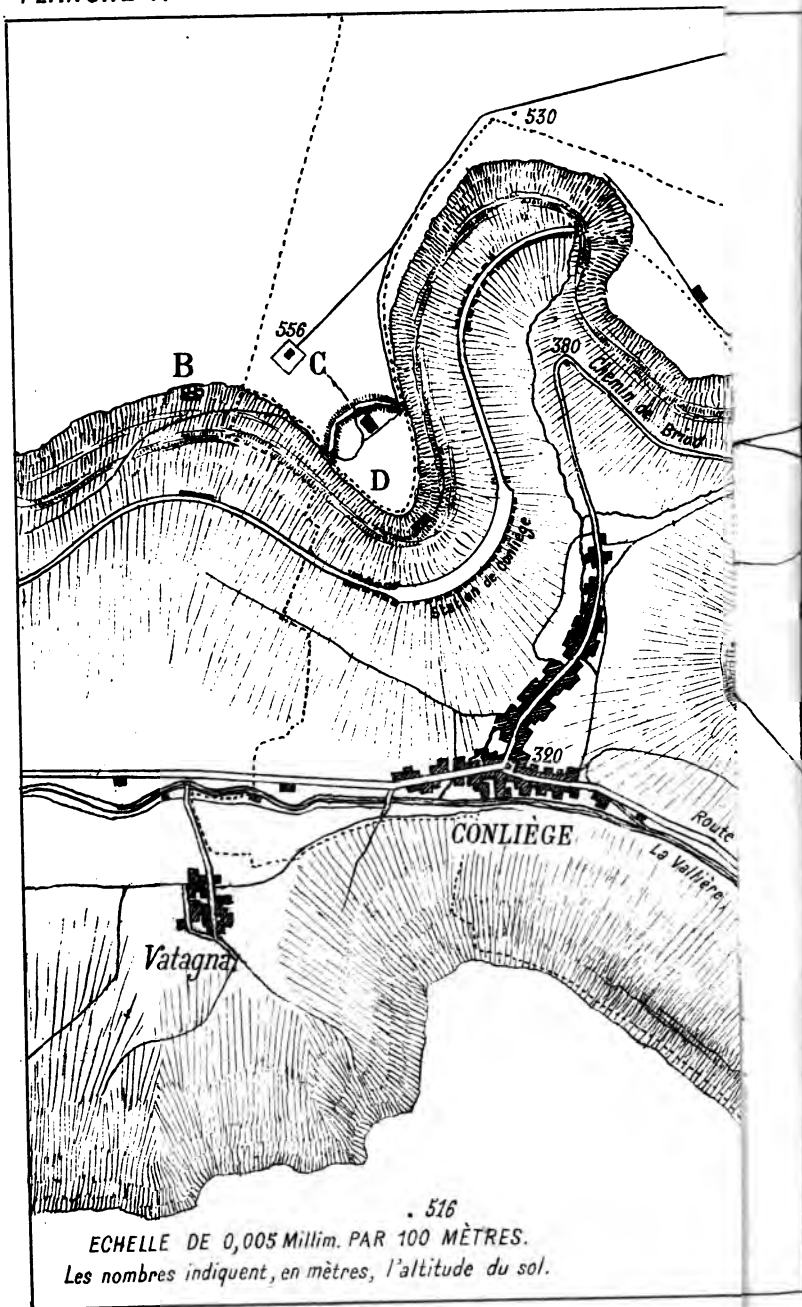 530
556
B
C
380
Chemin de Briod
D
Station de Conliège
320
CONLIÈGE
Route
La Vallière
Vatagna
. 516
ECHELLE DE 0,005 Millim. PAR 100 MÈTRES.
Les nombres indiquent, en mètres, l'altitude du sol.